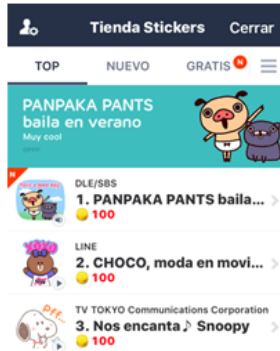 Tienda Stickers
Cerrar
TOP
NUEVO
GRATIS N
PANPAKA PANTS
baila en verano
Muy cool
N
DLE/SBS
1. PANPAKA PANTS baila...
100
LINE
2. CHOCO, moda en movi...
100
TV TOKYO Communications Corporation
3. Nos encanta♪ Snoopy
100